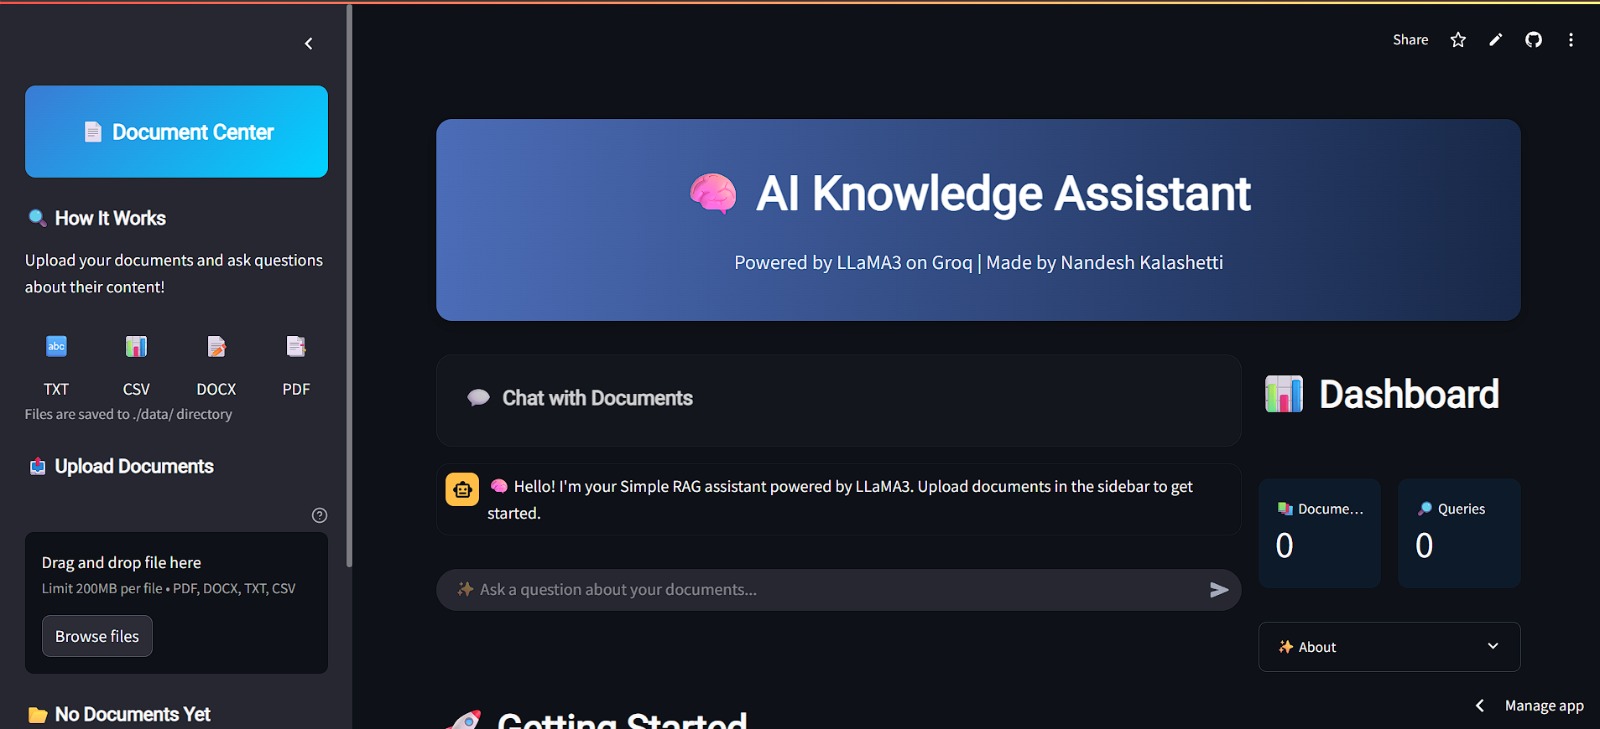 Share
Document Center
How It Works
Upload your documents and ask questions
about their content!
abc
TXT CSV DOCX PDF
Files are saved to ./data/ directory
Upload Documents
Drag and drop file here
Limit 200MB per file • PDF, DOCX, TXT, CSV
Browse files
No Documents Yet
AI Knowledge Assistant
Powered by LLaMA3 on Groq | Made by Nandesh Kalashetti
Chat with Documents
Hello! I'm your Simple RAG assistant powered by LLaMA3. Upload documents in the sidebar to get
started.
Ask a question about your documents...
Getting Started
Dashboard
Docume...
0
Queries
0
About
Manage app